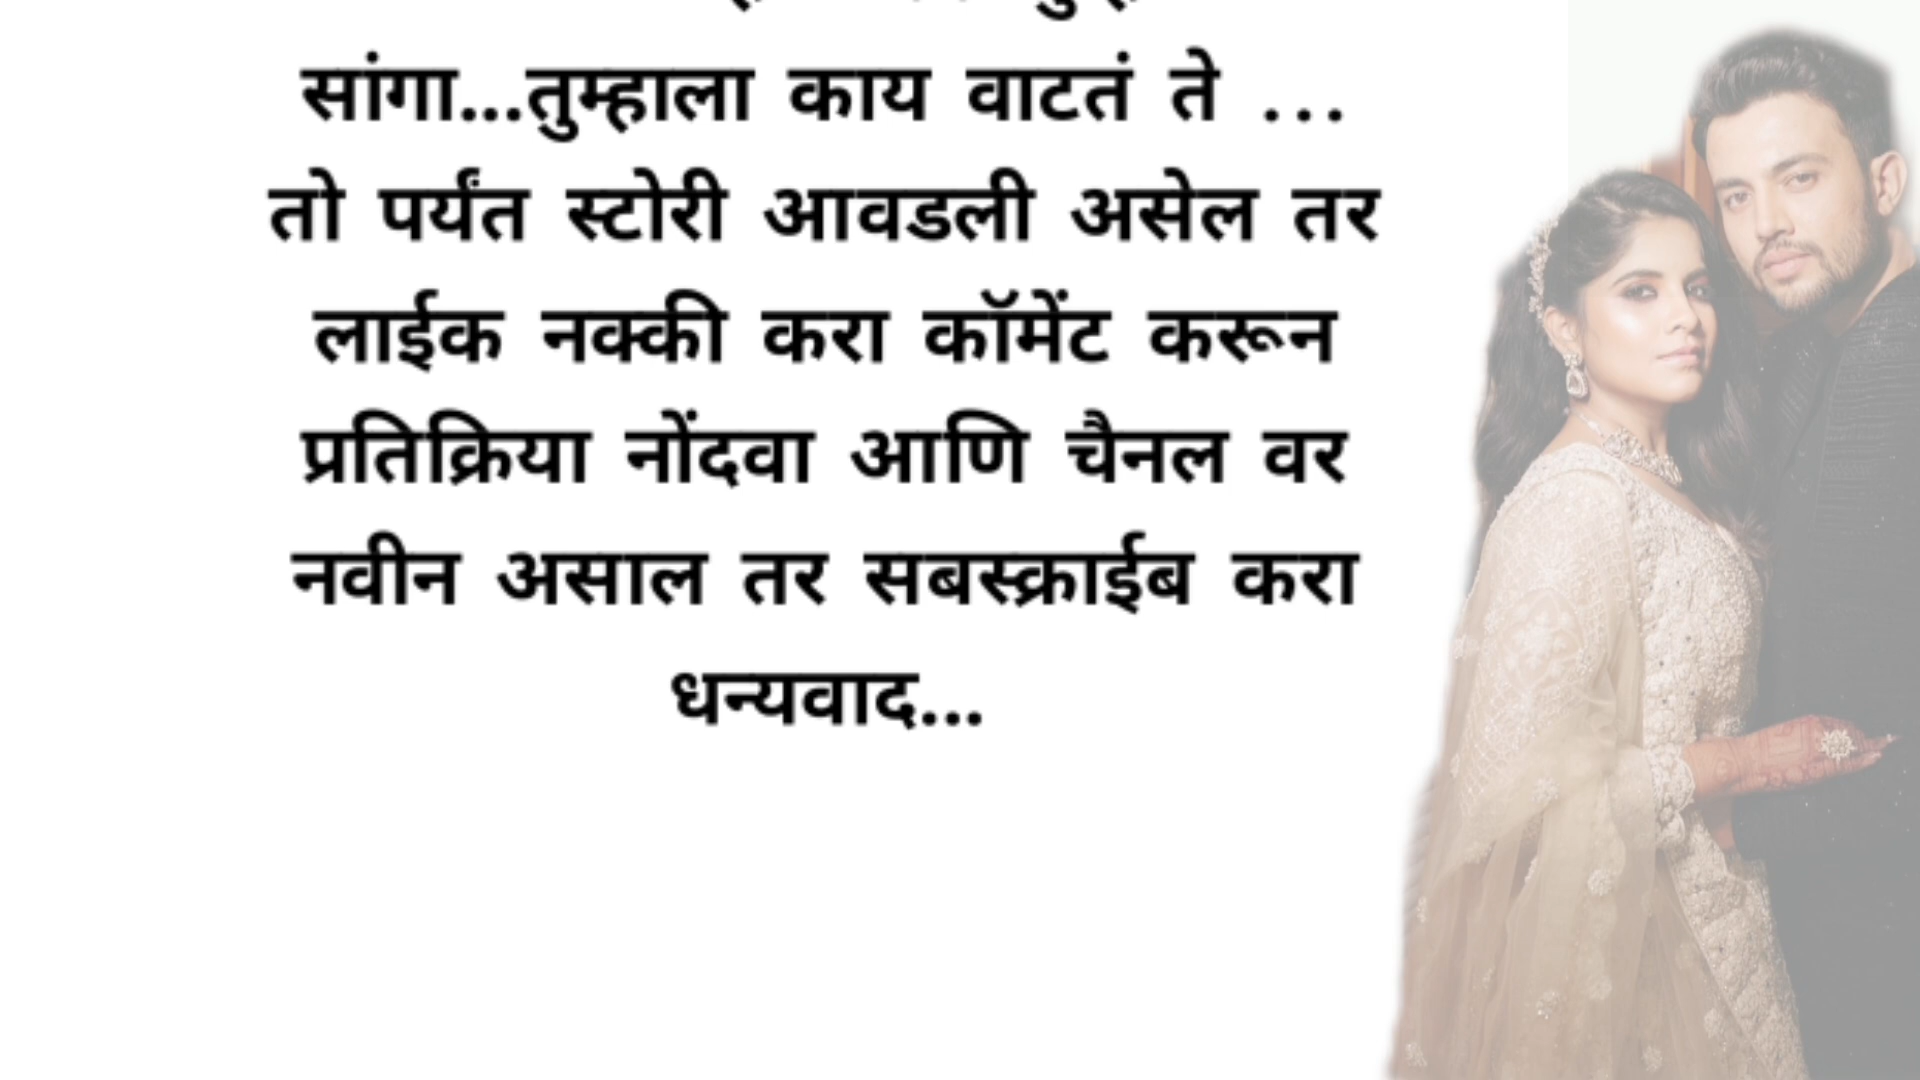 सांगा...तुम्हाला काय वाटतं ते ...
तो पर्यंत स्टोरी आवडली असेल तर
लाईक नक्की करा कॉमेंट करून
प्रतिक्रिया नोंदवा आणि चैनल वर
नवीन असाल तर सबस्क्राईब करा
धन्यवाद...